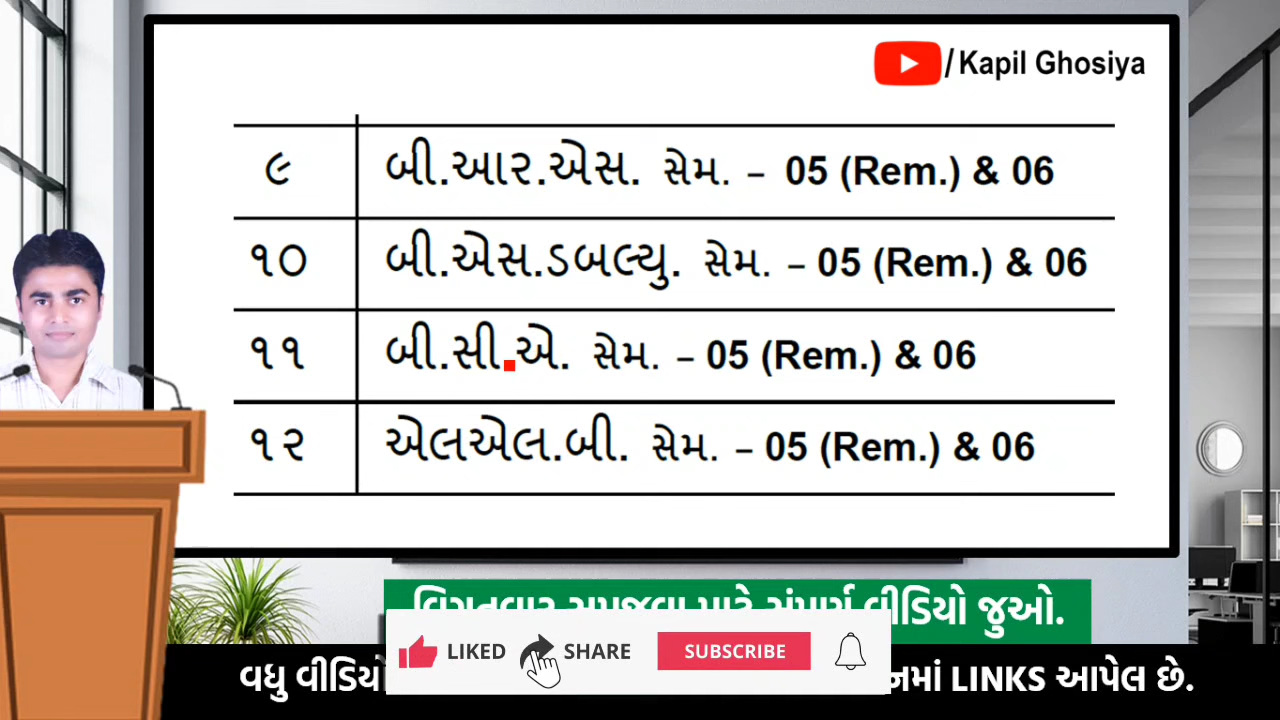 /Kapil Ghosiya
૯ બી.આર.એસ. સેમ. – 05 (Rem.) & 06
૧૦ બી.એસ.ડબલ્યુ. સેમ. – 05 (Rem.) & 06
૧૧ બી.સી.એ. સેમ. – 05 (Rem.) & 06
૧૨ એલએલ.બી. સેમ. – 05 (Rem.) & 06
વીડિયો જુઓ.
LIKED SHARE SUBSCRIBE
વધુ LINKS આપેલ છે.